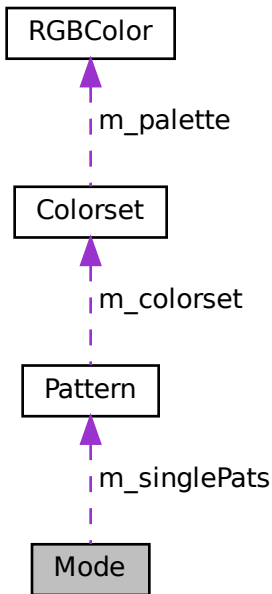 RGBColor
m_palette
Colorset
m_colorset
Pattern
m_singlePats
Mode